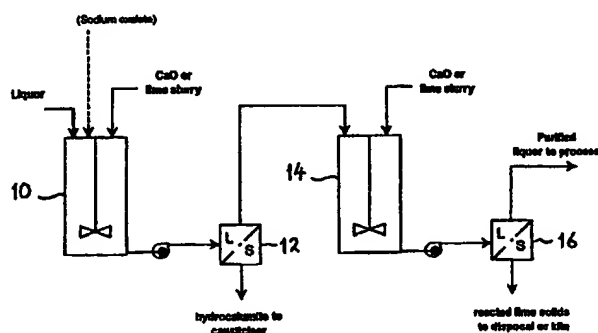 (Sodium oxalate)
Liquor
CaO or
lime slurry
10
L
S
12
hydrocalumite to
causticiser
CaO or
lime slurry
14
Purified
liquor to process
L
S
16
reacted lime solids
to disposal or kiln